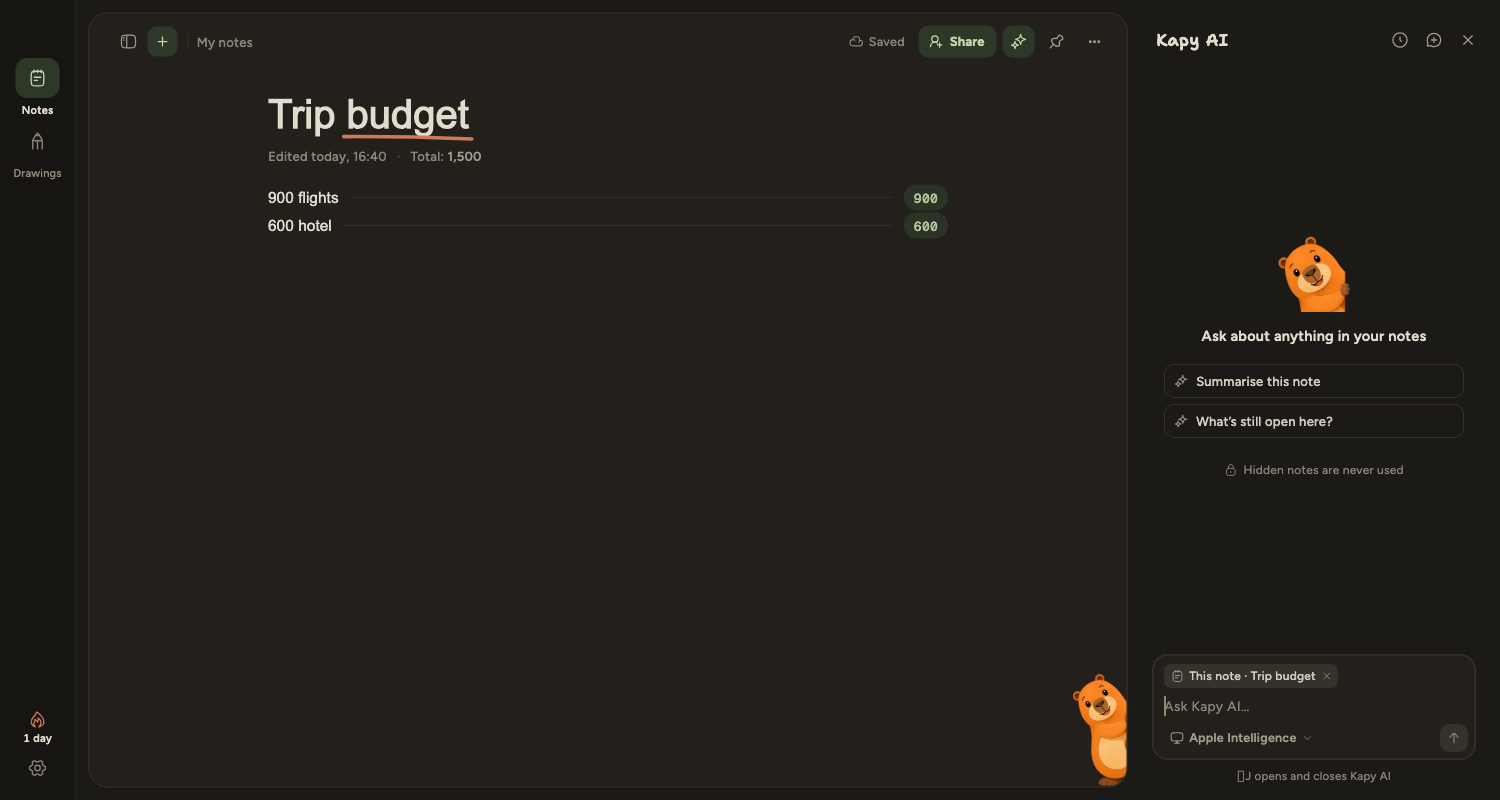 My notes
Saved
Share
Kapy AI
Notes
Drawings
Trip budget
Edited today, 16:40 · Total: 1,500
900 flights 900
600 hotel 600
Ask about anything in your notes
Summarise this note
What's still open here?
Hidden notes are never used
This note · Trip budget
Ask Kapy AI...
Apple Intelligence
J opens and closes Kapy AI
1 day